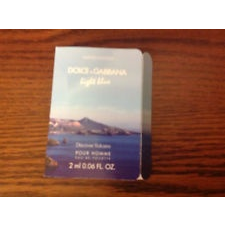 DOLCE & GABBANA
light blue
Discover Vulcano
POUR HOMME
EAU DE TOILETTE
2 ml 0.06 FL. OZ.